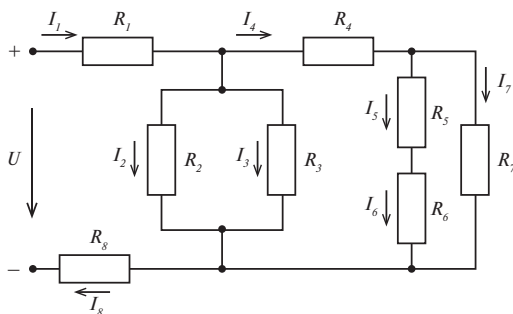 I₁ R₁ I₄ R₄
+
I₇
I₅ R₅
U I₂ R₂ I₃ R₃ R₇
I₆ R₆
R₈
−
I₈